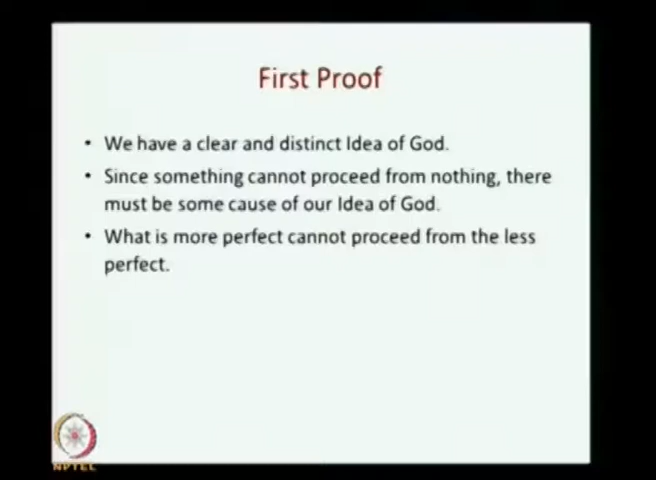 First Proof
• We have a clear and distinct Idea of God.
• Since something cannot proceed from nothing, there
must be some cause of our Idea of God.
• What is more perfect cannot proceed from the less
perfect.
NPTEL